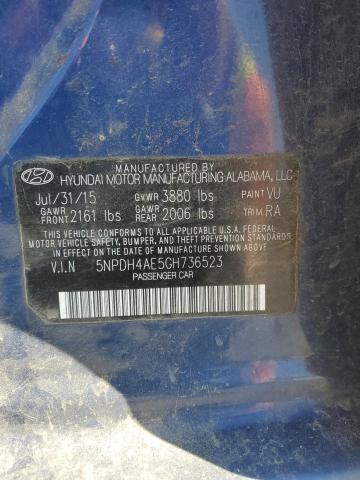 HYUNDAI MOTOR MANUFACTURING ALABAMA, LLC
Jul/31/15 GVWR 3880 lbs PAINT VU
GAWR FRONT 2161 lbs GAWR REAR 2006 lbs TRIM RA
THIS VEHICLE CONFORMS TO ALL APPLICABLE U.S.A. FEDERAL
MOTOR VEHICLE SAFETY, BUMPER, AND THEFT PREVENTION
STANDARDS IN EFFECT ON THE DATE OF MANUFACTURE SHOWN
ABOVE.
V.I.N 5NPDH4AE5GH736523
PASSENGER CAR